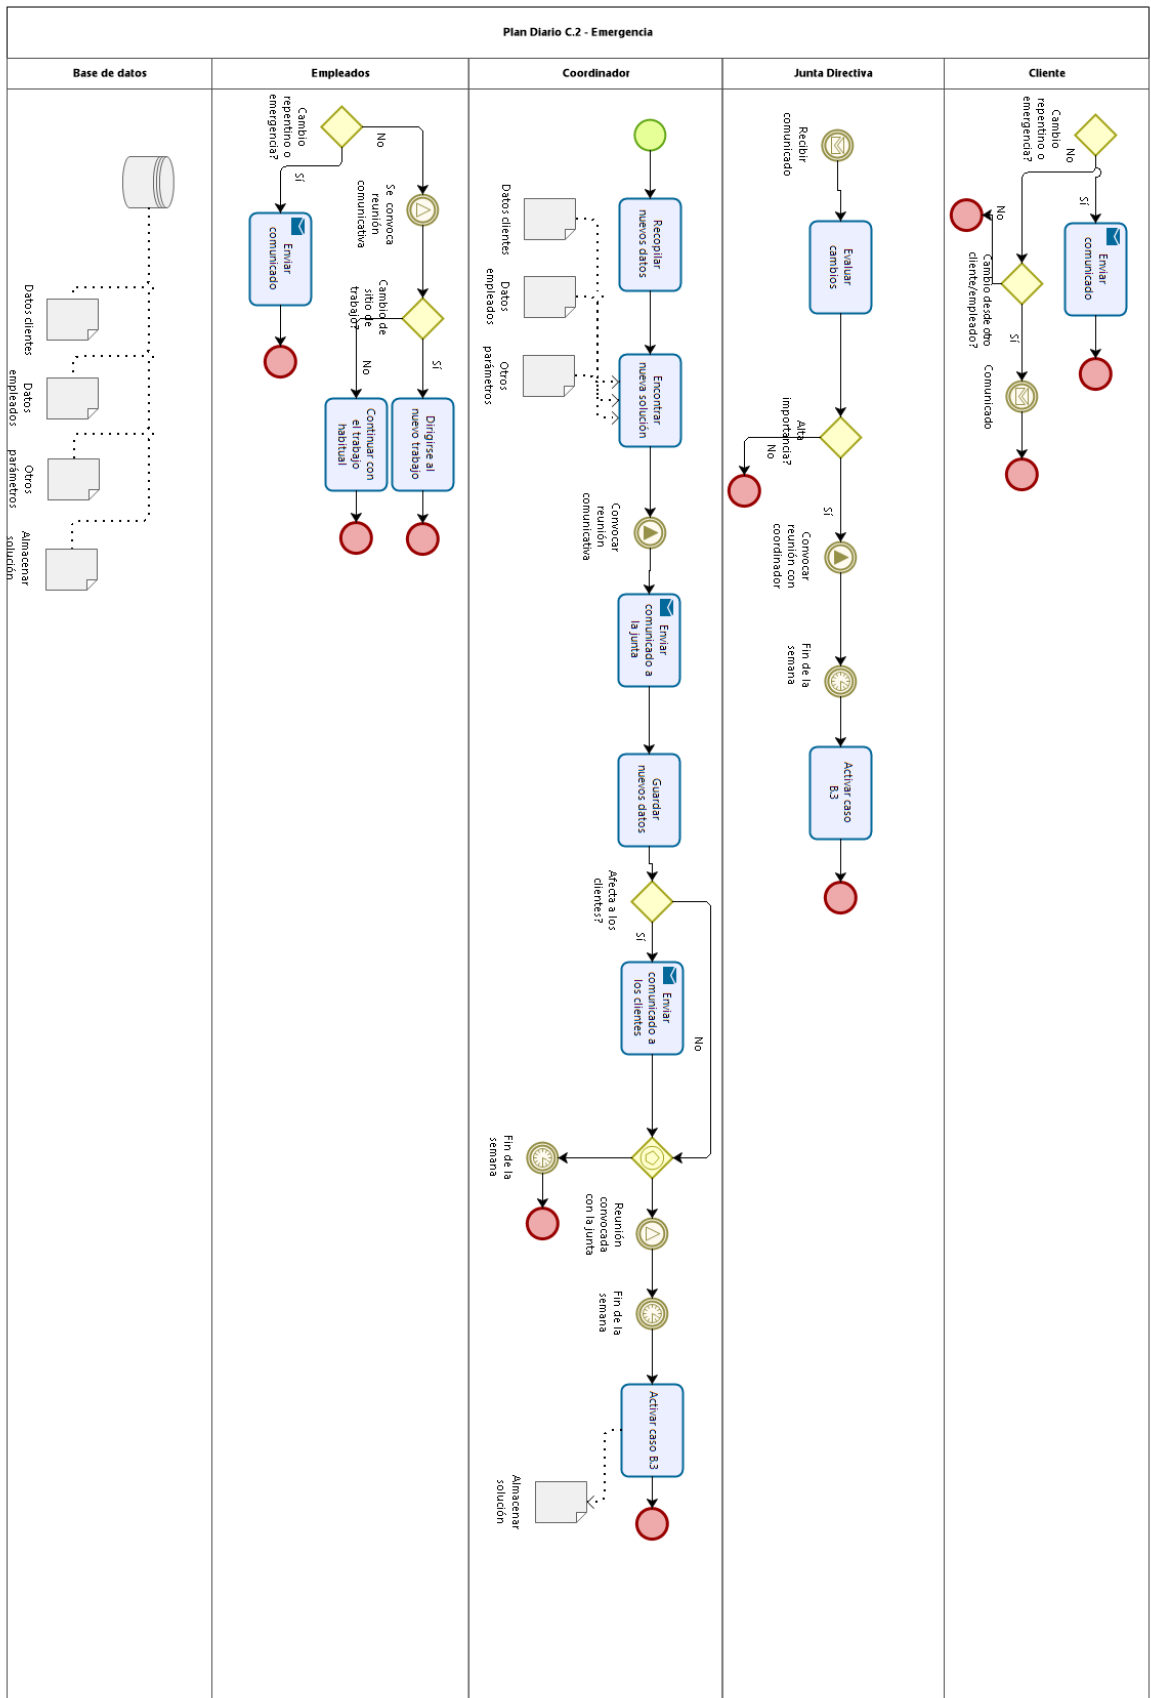 Plan Diario C.2 - Emergencia
Base de datos
Empleados
Coordinador
Junta Directiva
Cliente
Datos clientes
Datos
empleados
Otros
parámetros
Almacenar
solución
Cambio
repentino o
emergencia?
No
Sí
Enviar
comunicado
Se convoca
reunión
comunicativa
Cambio de
sitio de
trabajo?
No
Sí
Continuar con
el trabajo
habitual
Dirigirse al
nuevo trabajo
Recopilar
nuevos datos
Datos clientes
Datos
empleados
Otros
parámetros
Encontrar
nueva solución
Convocar
reunión
comunicativa
Enviar
comunicado a
la junta
Guardar
nuevos datos
Afecta a los
clientes?
Sí
No
Enviar
comunicado a
los clientes
Fin de la
semana
Reunión
convocada
con la junta
Fin de la
semana
Activar caso B.3
Almacenar
solución
Recibir
comunicado
Evaluar
cambios
Alta
importancia?
No
Sí
Convocar
reunión con
coordinador
Fin de la
semana
Activar caso
B.3
Cambio
repentino o
emergencia?
No
Sí
Enviar
comunicado
No
Cambio desde otro
cliente/empleado?
Sí
Comunicado